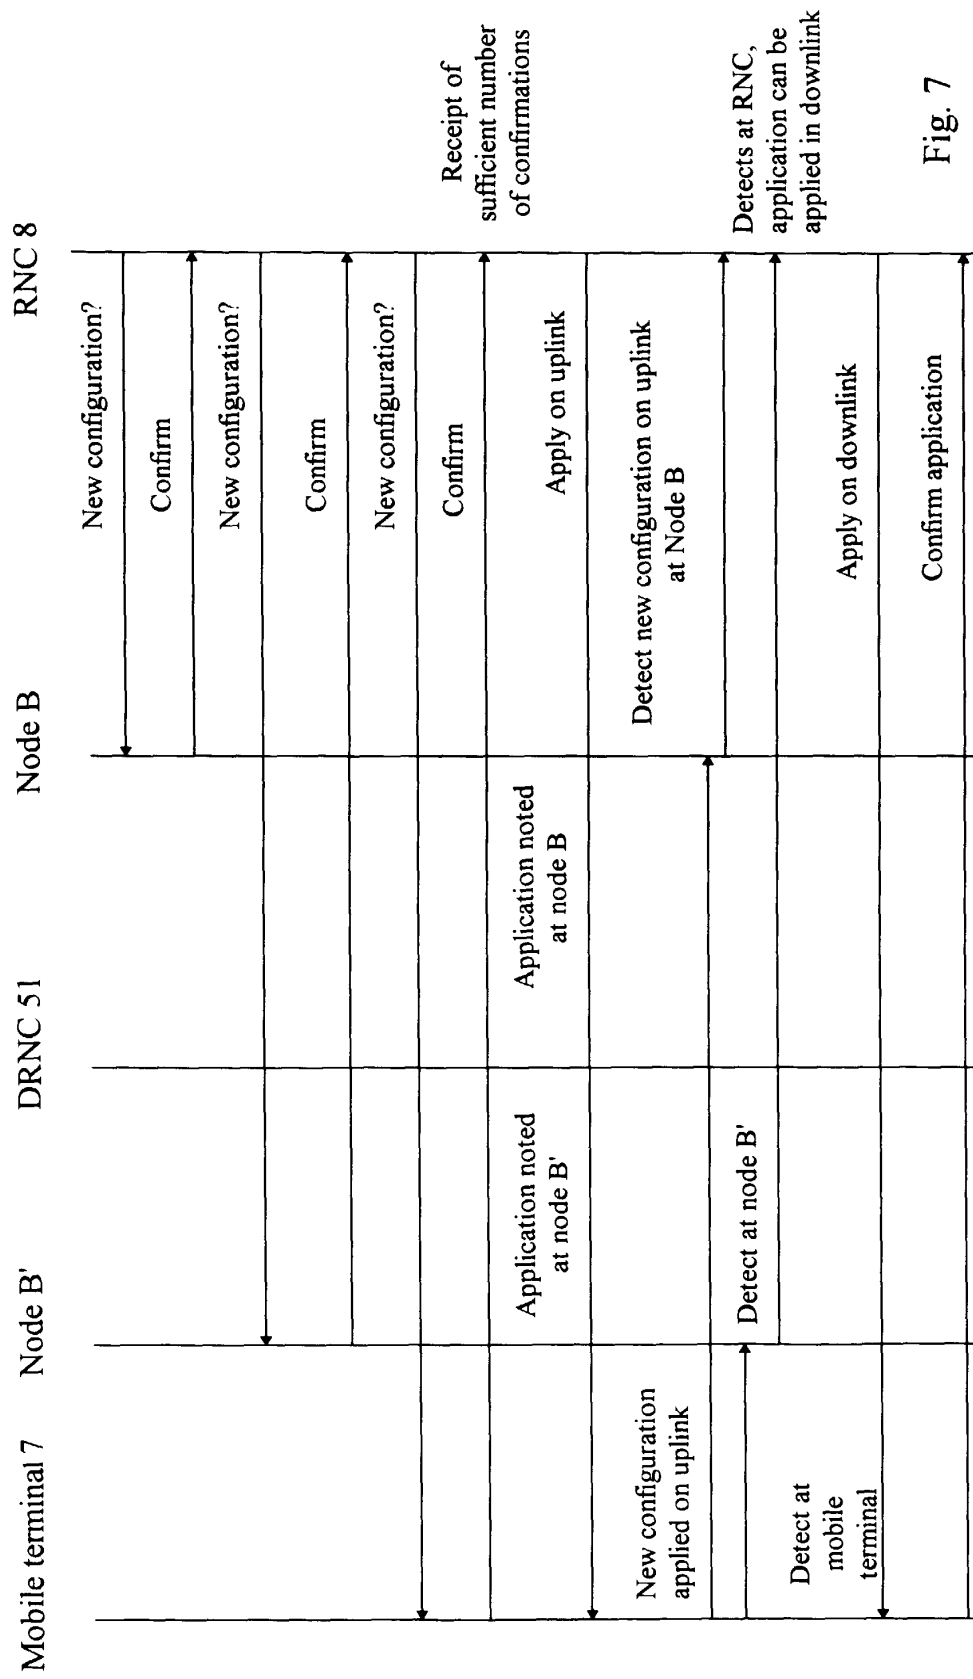 Mobile terminal 7
Node B'
DRNC 51
Node B
RNC 8
New configuration?
Confirm
New configuration?
Confirm
New configuration?
Confirm
Receipt of
sufficient number
of confirmations
Application noted
at node B'
Application noted
at node B
Apply on uplink
New configuration
applied on uplink
Detect new configuration on uplink
at Node B
Detect at node B'
Detects at RNC,
application can be
applied in downlink
Detect at
mobile
terminal
Apply on downlink
Confirm application
Fig. 7